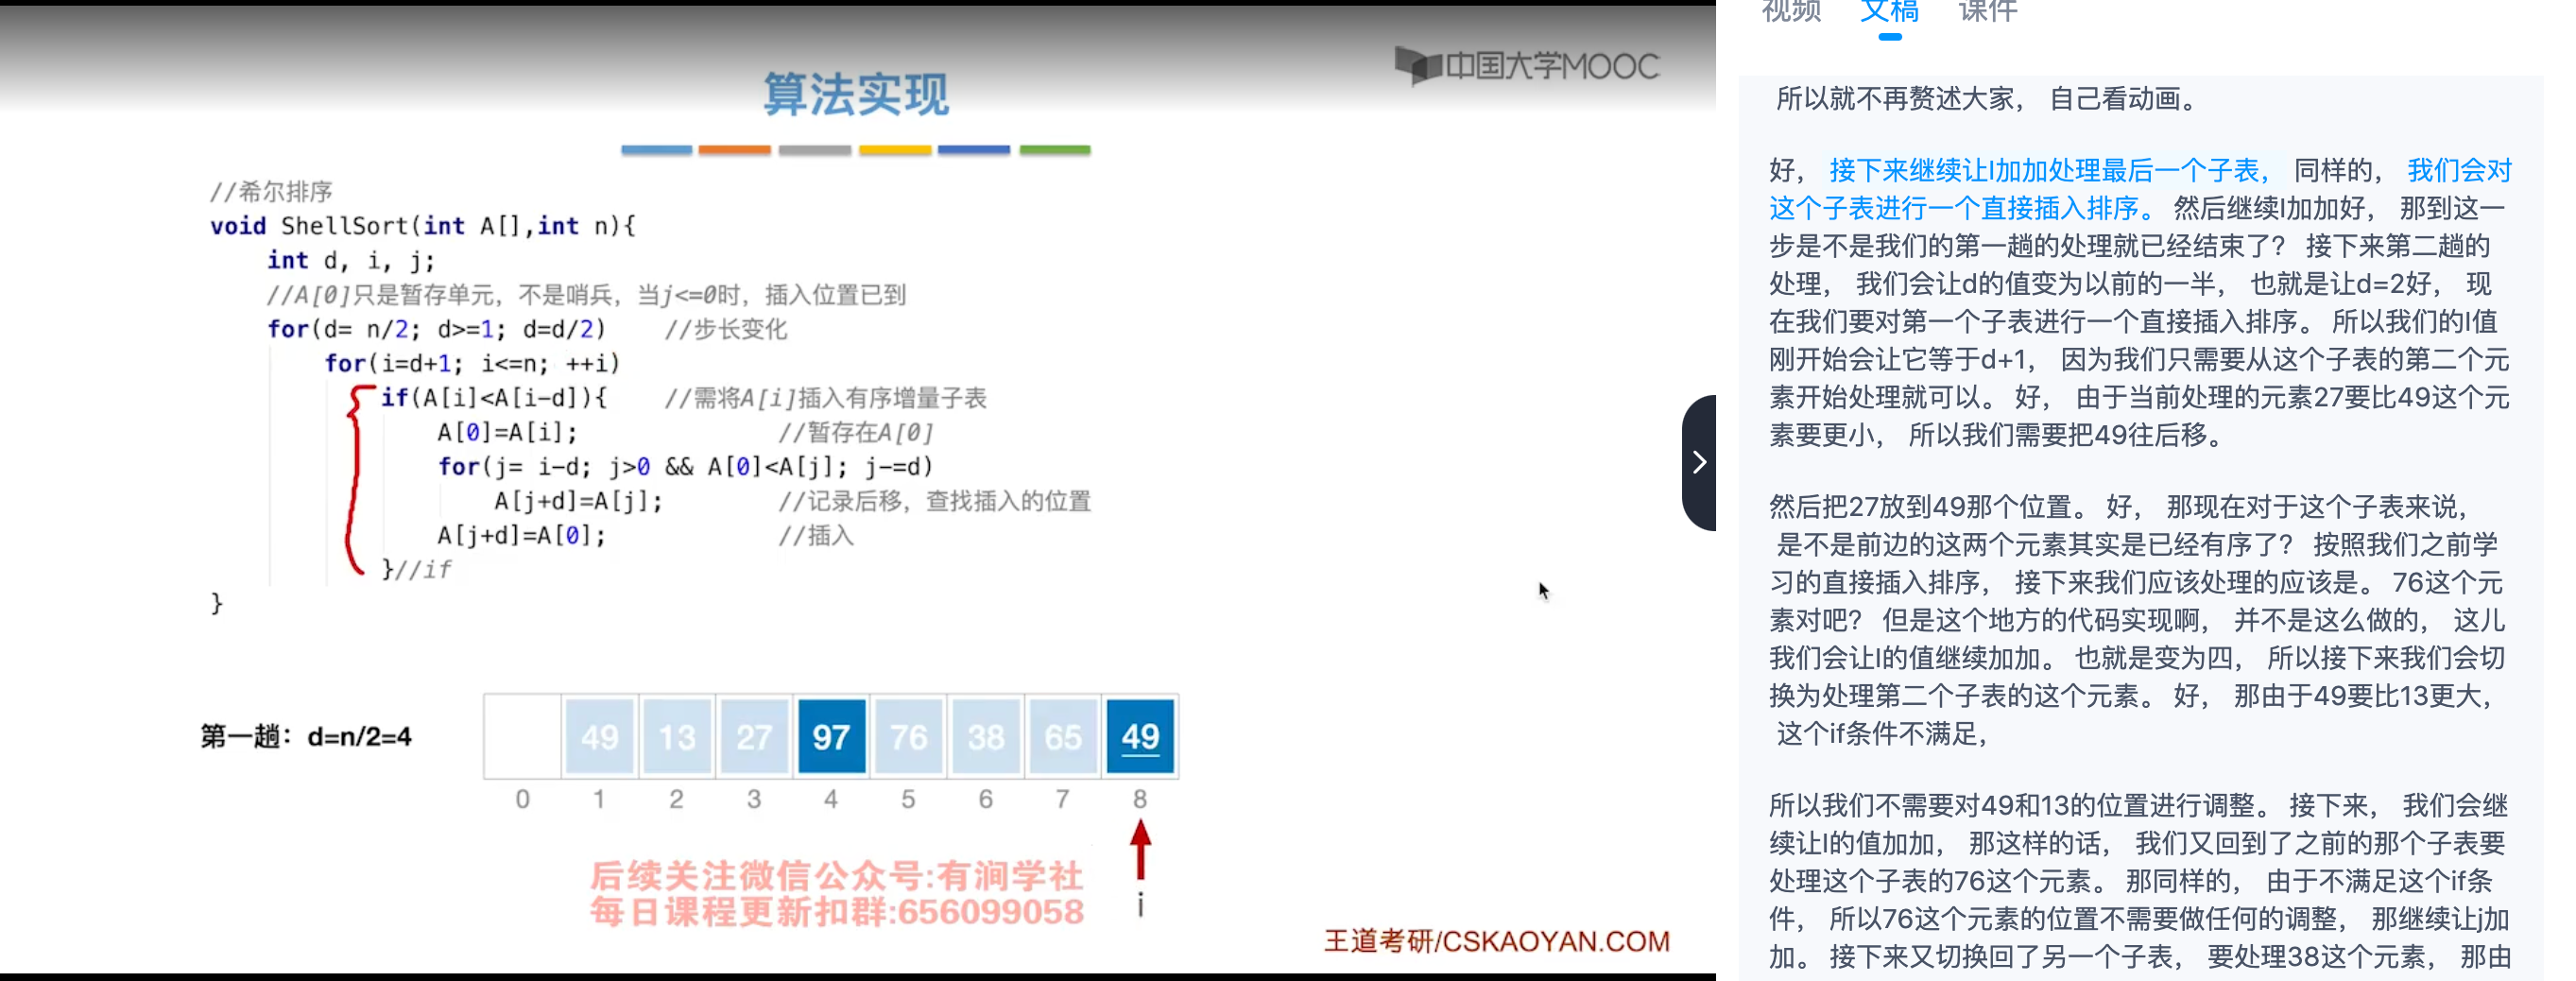 中国大学MOOC
算法实现
//希尔排序
void ShellSort(int A[],int n){
int d, i, j;
//A[0]只是暂存单元，不是哨兵，当j<=0时，插入位置已到
for(d= n/2; d>=1; d=d/2) //步长变化
for(i=d+1; i<=n; ++i)
if(A[i]<A[i-d]){ //需将A[i]插入有序增量子表
A[0]=A[i]; //暂存在A[0]
for(j= i-d; j>0 && A[0]<A[j]; j-=d)
A[j+d]=A[j]; //记录后移，查找插入的位置
A[j+d]=A[0]; //插入
}//if
}
第一趟：d=n/2=4
49 13 27 97 76 38 65 49
0 1 2 3 4 5 6 7 8
i
后续关注微信公众号:有涧学社
每日课程更新扣群:656099058
王道考研/CSKAOYAN.COM
视频 文稿 课件
所以就不再赘述大家， 自己看动画。
好， 接下来继续让I加加处理最后一个子表， 同样的， 我们会对
这个子表进行一个直接插入排序。 然后继续I加加好， 那到这一
步是不是我们的第一趟的处理就已经结束了？ 接下来第二趟的
处理， 我们会让d的值变为以前的一半， 也就是让d=2好， 现
在我们要对第一个子表进行一个直接插入排序。 所以我们的I值
刚开始会让它等于d+1， 因为我们只需要从这个子表的第二个元
素开始处理就可以。 好， 由于当前处理的元素27要比49这个元
素要更小， 所以我们需要把49往后移。
然后把27放到49那个位置。 好， 那现在对于这个子表来说，
是不是前边的这两个元素其实是已经有序了？ 按照我们之前学
习的直接插入排序， 接下来我们应该处理的应该是。 76这个元
素对吧？ 但是这个地方的代码实现啊， 并不是这么做的， 这儿
我们会让I的值继续加加。 也就是变为四， 所以接下来我们会切
换为处理第二个子表的这个元素。 好， 那由于49要比13更大，
这个if条件不满足，
所以我们不需要对49和13的位置进行调整。 接下来， 我们会继
续让I的值加加， 那这样的话， 我们又回到了之前的那个子表要
处理这个子表的76这个元素。 那同样的， 由于不满足这个if条
件， 所以76这个元素的位置不需要做任何的调整， 那继续让j加
加。 接下来又切换回了另一个子表， 要处理38这个元素， 那由